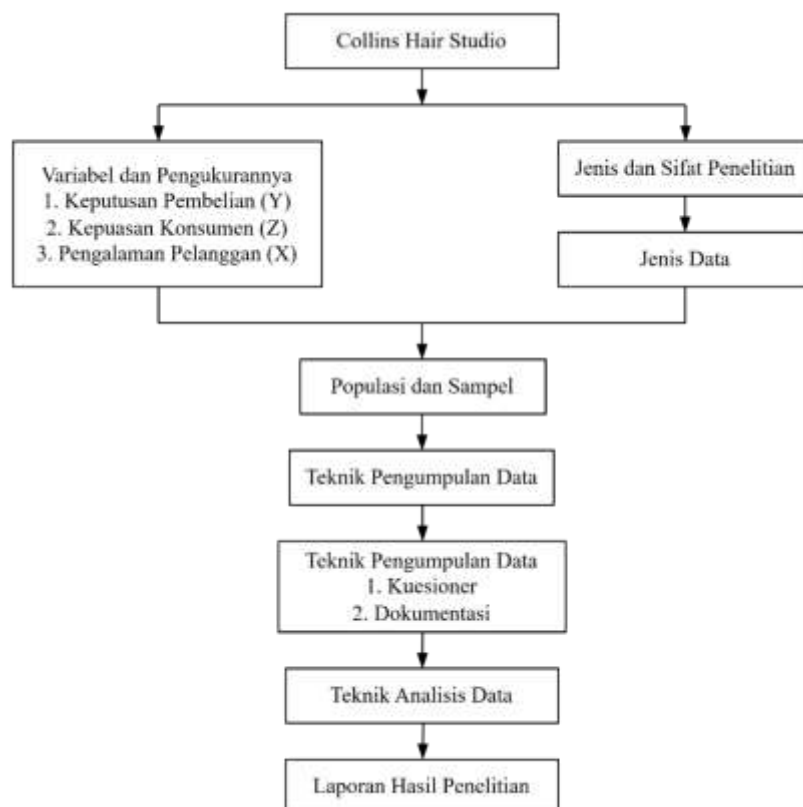 Collins Hair Studio
Variabel dan Pengukurannya
1. Keputusan Pembelian (Y)
2. Kepuasan Konsumen (Z)
3. Pengalaman Pelanggan (X)
Jenis dan Sifat Penelitian
Jenis Data
Populasi dan Sampel
Teknik Pengumpulan Data
Teknik Pengumpulan Data
1. Kuesioner
2. Dokumentasi
Teknik Analisis Data
Laporan Hasil Penelitian